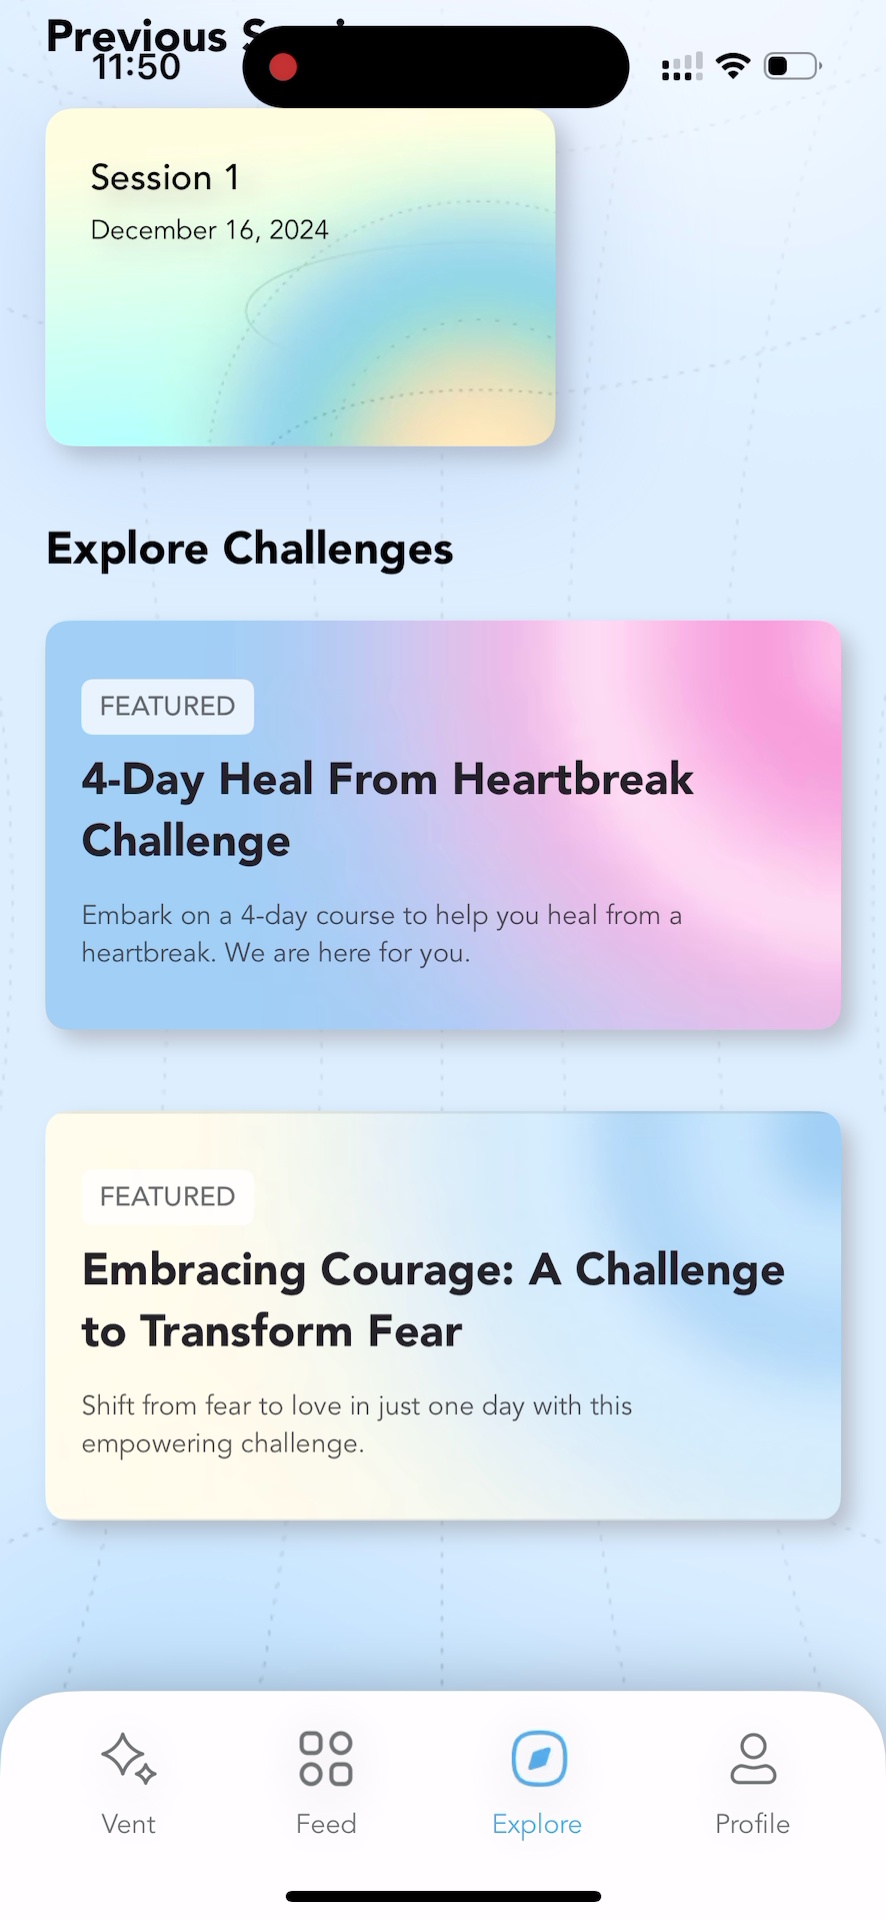 Previous
11:50
Session 1
December 16, 2024
Explore Challenges
FEATURED
4-Day Heal From Heartbreak
Challenge
Embark on a 4-day course to help you heal from a
heartbreak. We are here for you.
FEATURED
Embracing Courage: A Challenge
to Transform Fear
Shift from fear to love in just one day with this
empowering challenge.
Vent
Feed
Explore
Profile